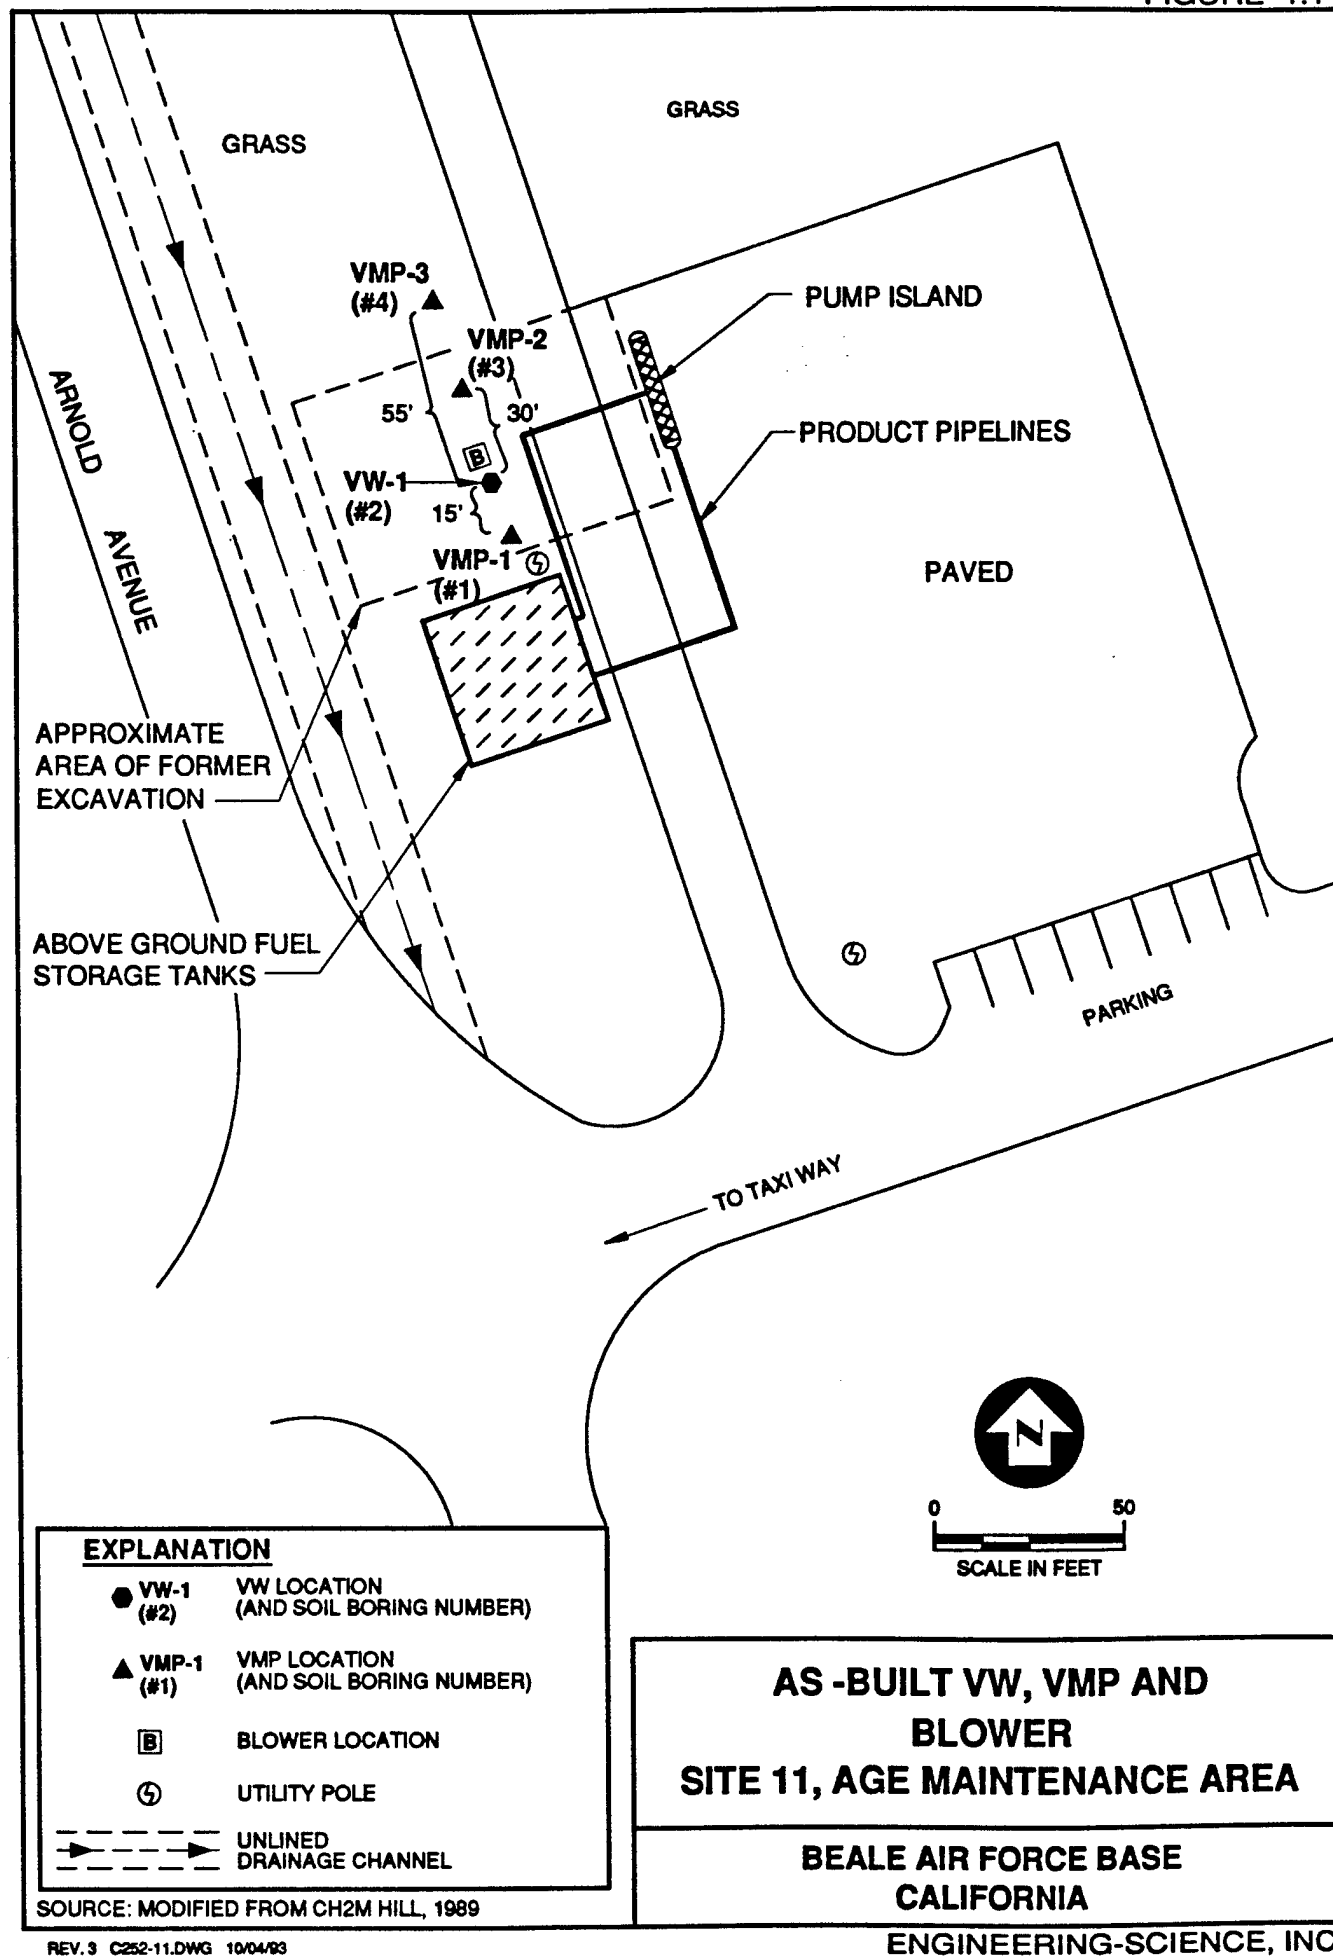 GRASS
GRASS
VMP-3
(#4)
PUMP ISLAND
VMP-2
(#3)
ARNOLD
AVENUE
55'
30'
PRODUCT PIPELINES
B
VW-1
(#2)
15'
VMP-1
(#1)
PAVED
APPROXIMATE
AREA OF FORMER
EXCAVATION
ABOVE GROUND FUEL
STORAGE TANKS
PARKING
TO TAXI WAY
N
0 50
SCALE IN FEET
EXPLANATION
VW-1 VW LOCATION
(#2) (AND SOIL BORING NUMBER)
VMP-1 VMP LOCATION
(#1) (AND SOIL BORING NUMBER)
B BLOWER LOCATION
UTILITY POLE
UNLINED
DRAINAGE CHANNEL
SOURCE: MODIFIED FROM CH2M HILL, 1989
AS-BUILT VW, VMP AND
BLOWER
SITE 11, AGE MAINTENANCE AREA
BEALE AIR FORCE BASE
CALIFORNIA
REV. 3 C252-11.DWG 10/04/93
ENGINEERING-SCIENCE, INC